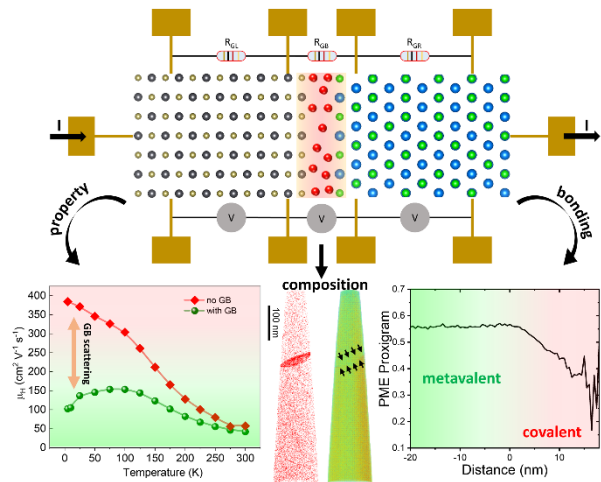 R_GL R_GB R_GR
I I
V V V
property
bonding
composition
400
350
300
250
200
150
100
50
0
μ_H (cm² V⁻¹ s⁻¹)
GB scattering
no GB
with GB
0 50 100 150 200 250 300
Temperature (K)
100 nm
0.7
0.6
0.5
0.4
0.3
0.2
0.1
PME Proxigram
metavalent
covalent
-20 -10 0 10
Distance (nm)